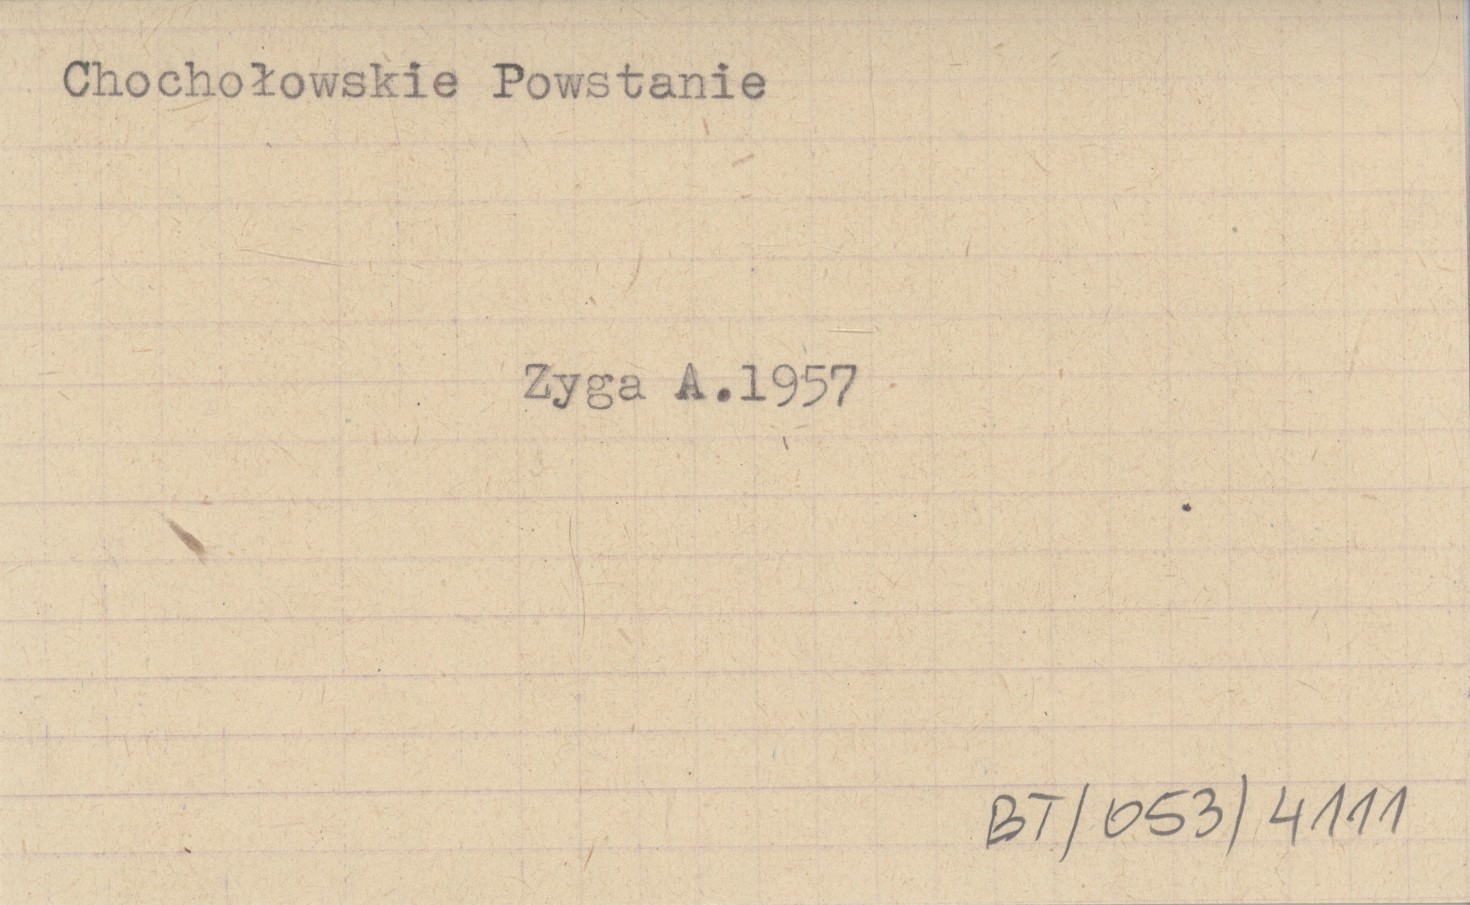 Chochołowskie Powstanie
Zyga A.1957
BT/053/4111